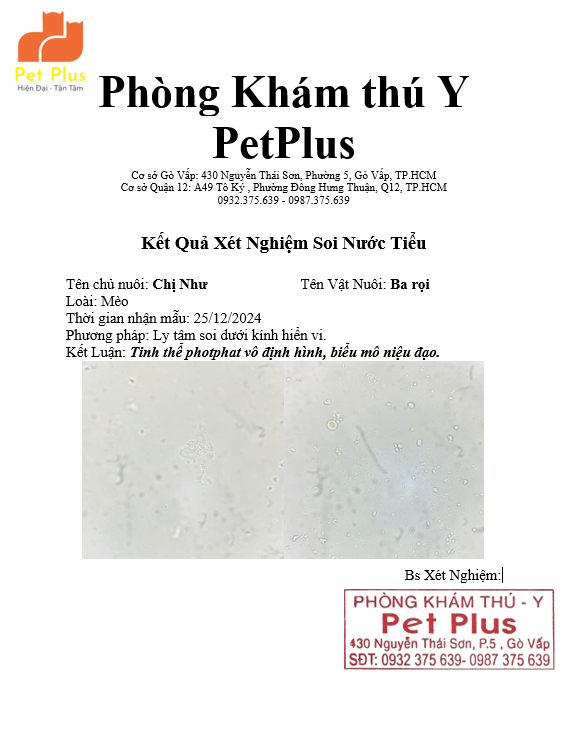 Pet Plus
Hiện Đại - Tận Tâm
Phòng Khám thú Y
PetPlus
Cơ sở Gò Vấp: 430 Nguyễn Thái Sơn, Phường 5, Gò Vấp, TP.HCM
Cơ sở Quận 12: A49 Tô Ký , Phường Đông Hưng Thuận, Q12, TP.HCM
0932.375.639 - 0987.375.639
Kết Quả Xét Nghiệm Soi Nước Tiểu
Tên chủ nuôi: Chị Như Tên Vật Nuôi: Ba rọi
Loài: Mèo
Thời gian nhận mẫu: 25/12/2024
Phương pháp: Ly tâm soi dưới kính hiển vi.
Kết Luận: Tinh thể photphat vô định hình, biểu mô niệu đạo.
Bs Xét Nghiệm:
PHÒNG KHÁM THÚ - Y
Pet Plus
430 Nguyễn Thái Sơn, P.5 , Gò Vấp
SĐT: 0932 375 639- 0987 375 639